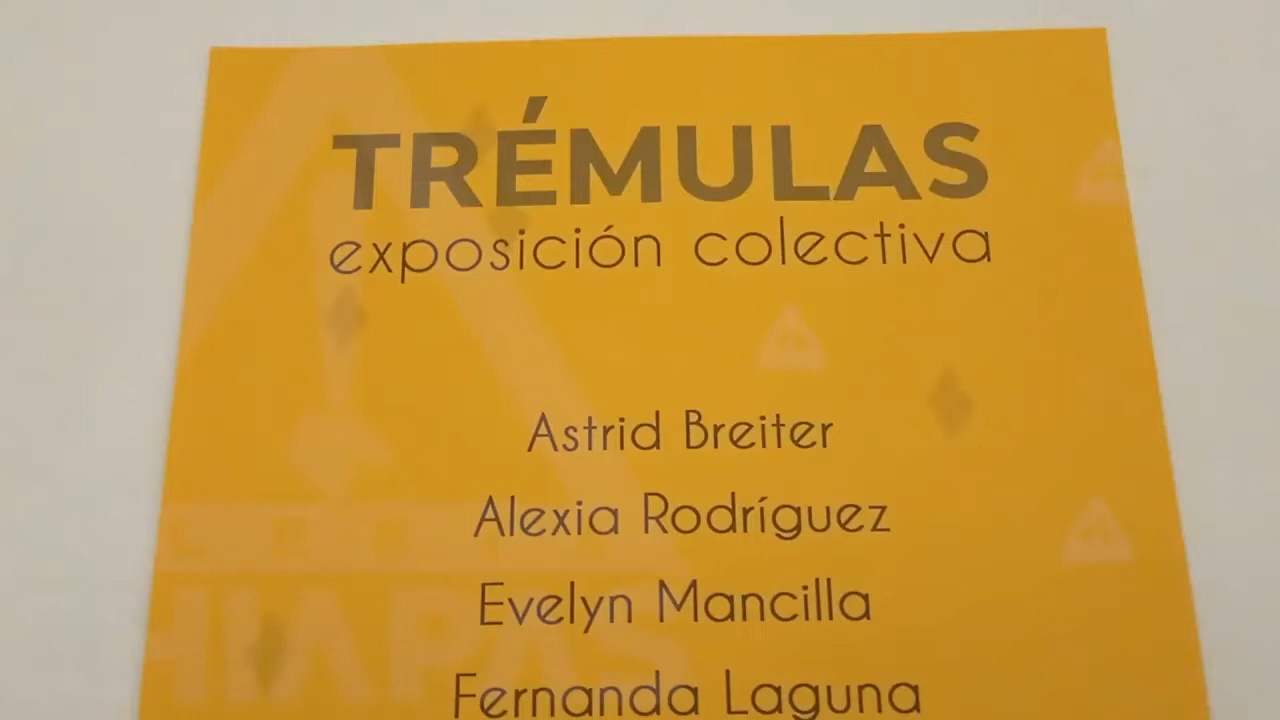 TRÉMULAS
exposición colectiva
Astrid Breiter
Alexia Rodríguez
Evelyn Mancilla
Fernanda Laguna